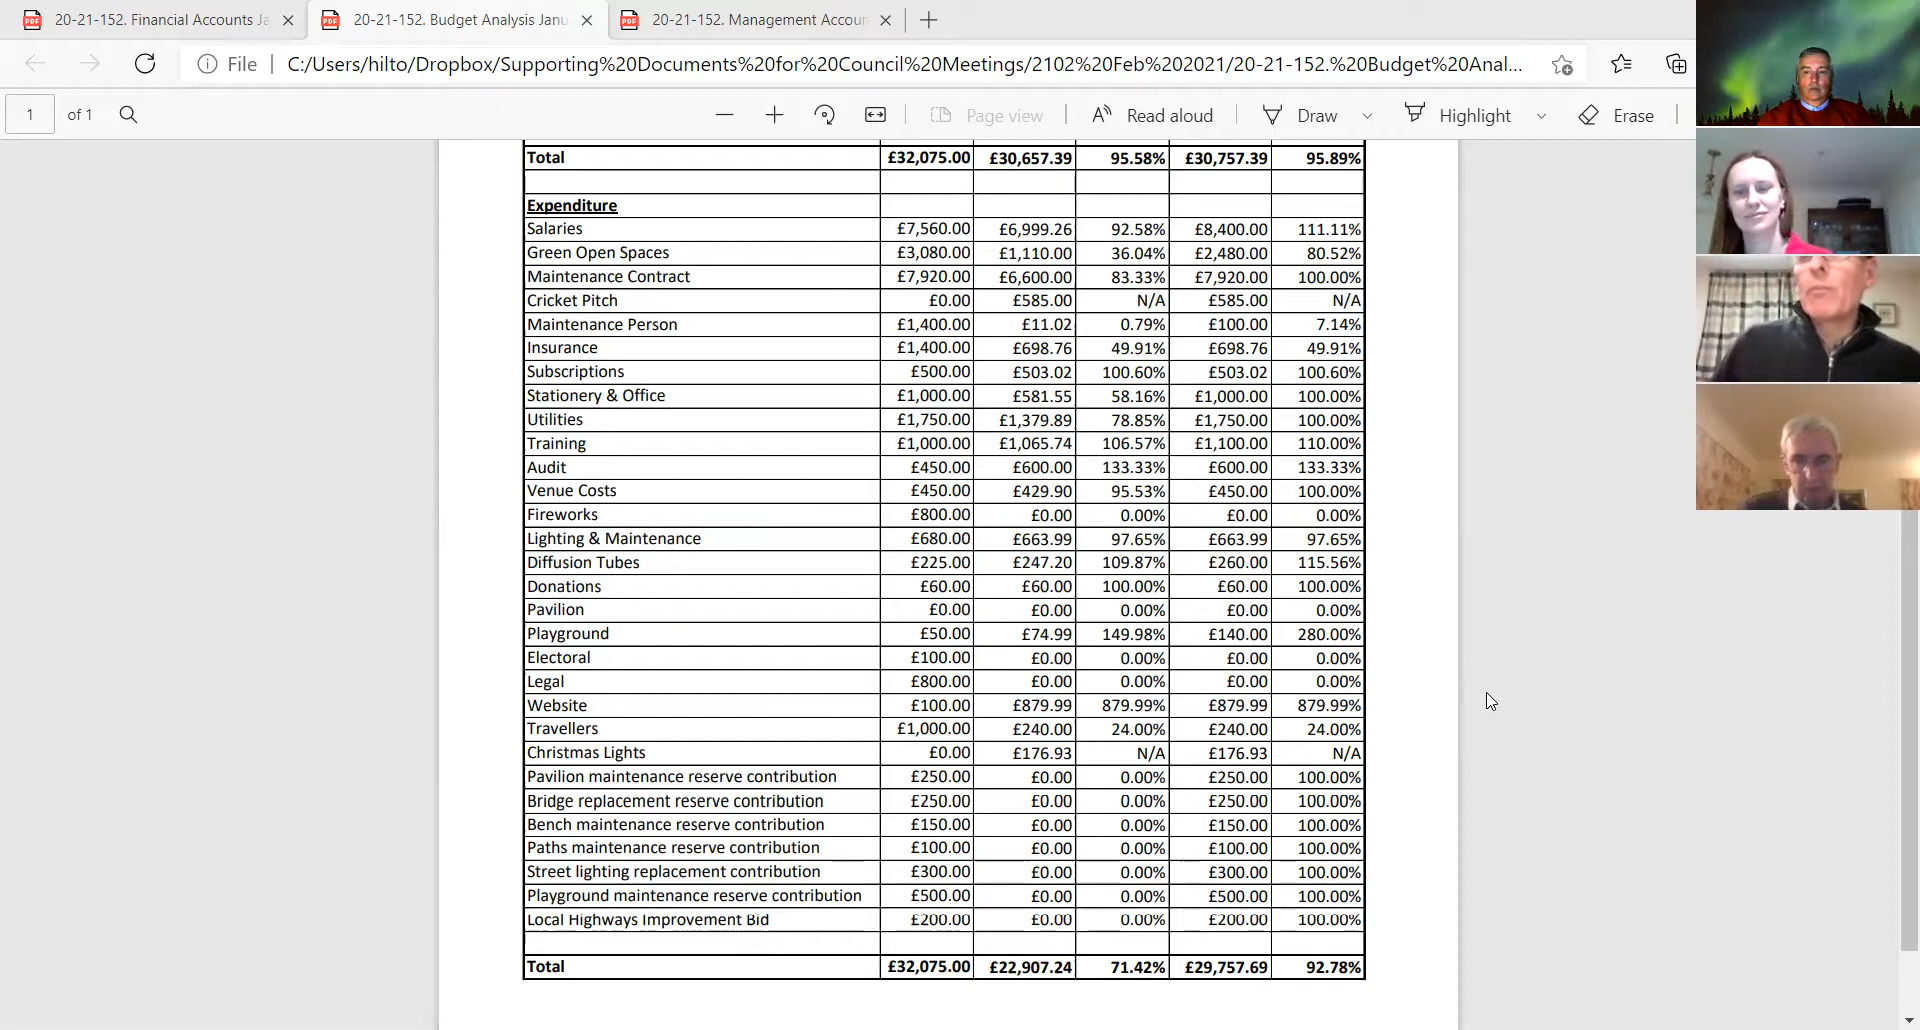 20-21-152. Financial Accounts Ja
20-21-152. Budget Analysis Janu
20-21-152. Management Accoun
File
C:/Users/hilto/Dropbox/Supporting%20Documents%20for%20Council%20Meetings/2102%20Feb%202021/20-21-152.%20Budget%20Anal...
1 of 1
Page view
Read aloud
Draw
Highlight
Erase
Total £32,075.00 £30,657.39 95.58% £30,757.39 95.89%
Expenditure
Salaries £7,560.00 £6,999.26 92.58% £8,400.00 111.11%
Green Open Spaces £3,080.00 £1,110.00 36.04% £2,480.00 80.52%
Maintenance Contract £7,920.00 £6,600.00 83.33% £7,920.00 100.00%
Cricket Pitch £0.00 £585.00 N/A £585.00 N/A
Maintenance Person £1,400.00 £11.02 0.79% £100.00 7.14%
Insurance £1,400.00 £698.76 49.91% £698.76 49.91%
Subscriptions £500.00 £503.02 100.60% £503.02 100.60%
Stationery & Office £1,000.00 £581.55 58.16% £1,000.00 100.00%
Utilities £1,750.00 £1,379.89 78.85% £1,750.00 100.00%
Training £1,000.00 £1,065.74 106.57% £1,100.00 110.00%
Audit £450.00 £600.00 133.33% £600.00 133.33%
Venue Costs £450.00 £429.90 95.53% £450.00 100.00%
Fireworks £800.00 £0.00 0.00% £0.00 0.00%
Lighting & Maintenance £680.00 £663.99 97.65% £663.99 97.65%
Diffusion Tubes £225.00 £247.20 109.87% £260.00 115.56%
Donations £60.00 £60.00 100.00% £60.00 100.00%
Pavilion £0.00 £0.00 0.00% £0.00 0.00%
Playground £50.00 £74.99 149.98% £140.00 280.00%
Electoral £100.00 £0.00 0.00% £0.00 0.00%
Legal £800.00 £0.00 0.00% £0.00 0.00%
Website £100.00 £879.99 879.99% £879.99 879.99%
Travellers £1,000.00 £240.00 24.00% £240.00 24.00%
Christmas Lights £0.00 £176.93 N/A £176.93 N/A
Pavilion maintenance reserve contribution £250.00 £0.00 0.00% £250.00 100.00%
Bridge replacement reserve contribution £250.00 £0.00 0.00% £250.00 100.00%
Bench maintenance reserve contribution £150.00 £0.00 0.00% £150.00 100.00%
Paths maintenance reserve contribution £100.00 £0.00 0.00% £100.00 100.00%
Street lighting replacement contribution £300.00 £0.00 0.00% £300.00 100.00%
Playground maintenance reserve contribution £500.00 £0.00 0.00% £500.00 100.00%
Local Highways Improvement Bid £200.00 £0.00 0.00% £200.00 100.00%
Total £32,075.00 £22,907.24 71.42% £29,757.69 92.78%